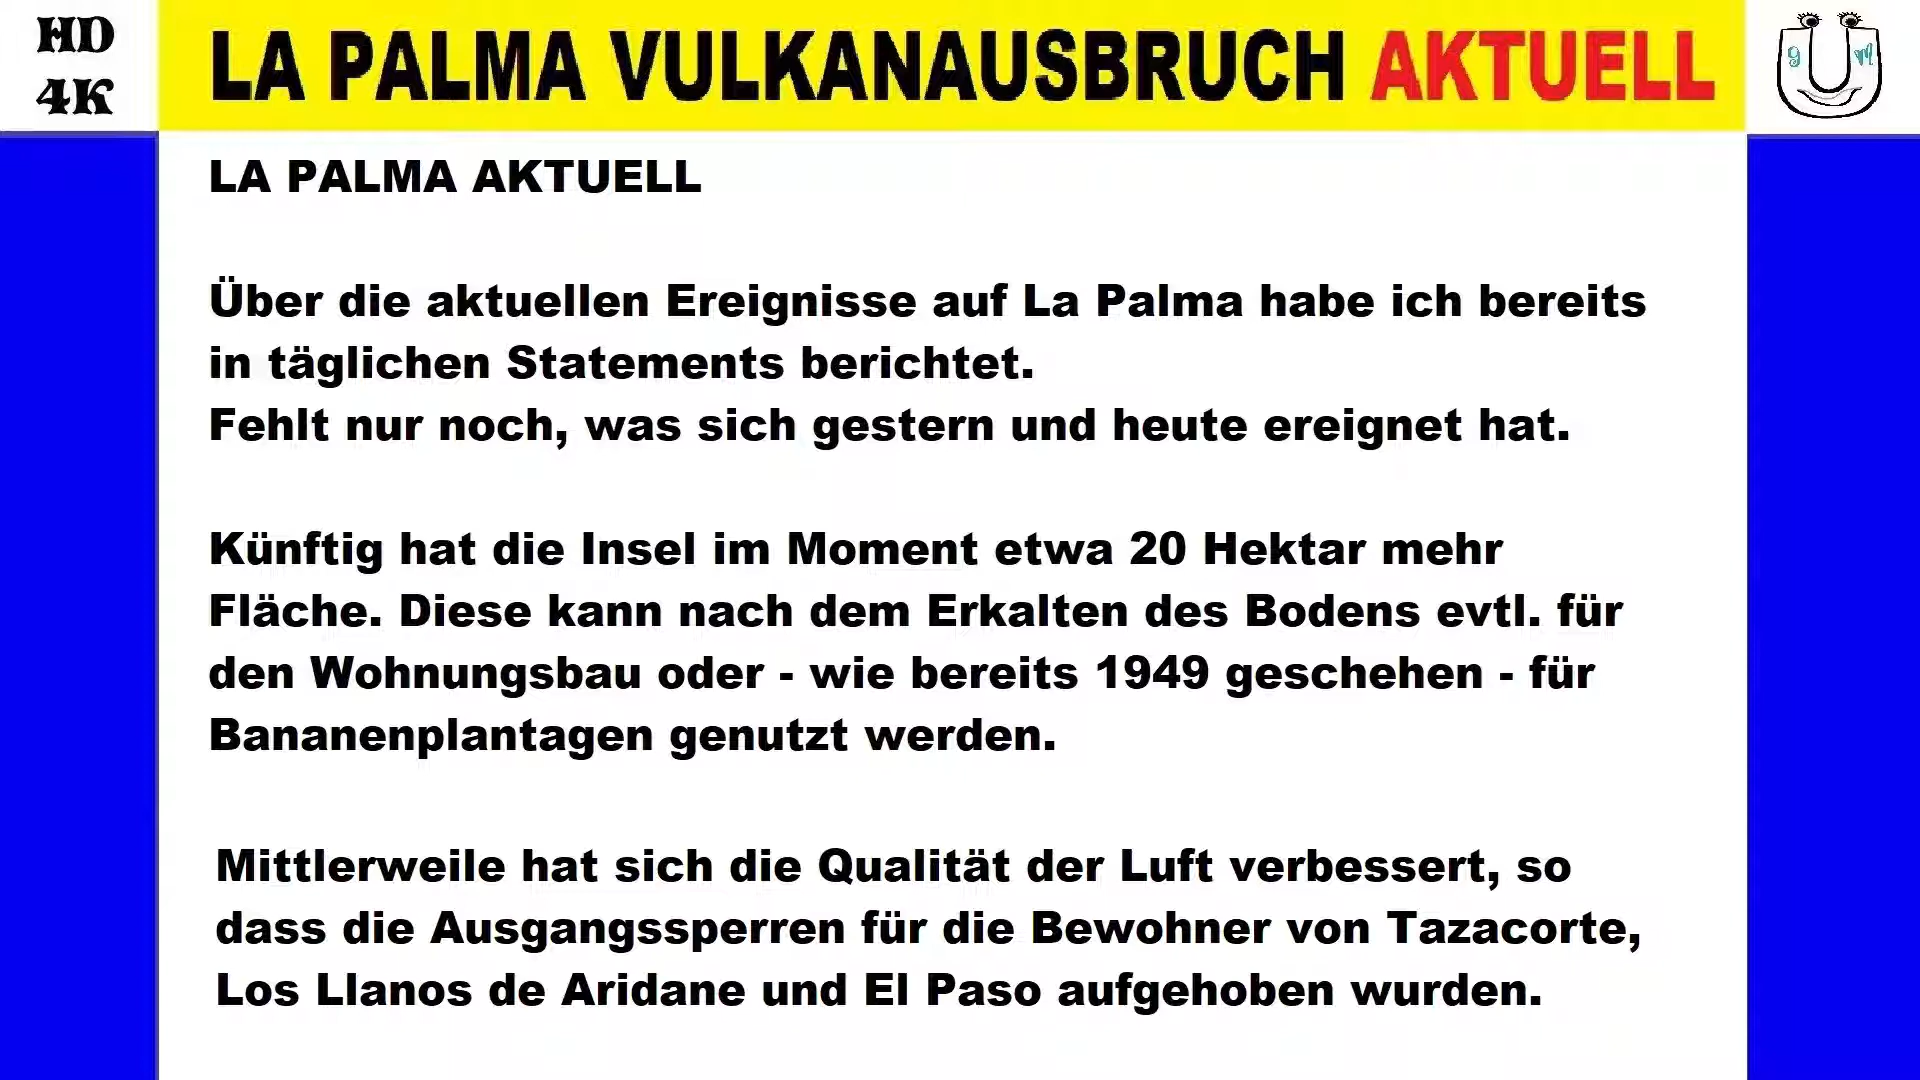 HD
4K
LA PALMA VULKANAUSBRUCH AKTUELL
9 M
LA PALMA AKTUELL
Über die aktuellen Ereignisse auf La Palma habe ich bereits
in täglichen Statements berichtet.
Fehlt nur noch, was sich gestern und heute ereignet hat.
Künftig hat die Insel im Moment etwa 20 Hektar mehr
Fläche. Diese kann nach dem Erkalten des Bodens evtl. für
den Wohnungsbau oder - wie bereits 1949 geschehen - für
Bananenplantagen genutzt werden.
Mittlerweile hat sich die Qualität der Luft verbessert, so
dass die Ausgangssperren für die Bewohner von Tazacorte,
Los Llanos de Aridane und El Paso aufgehoben wurden.